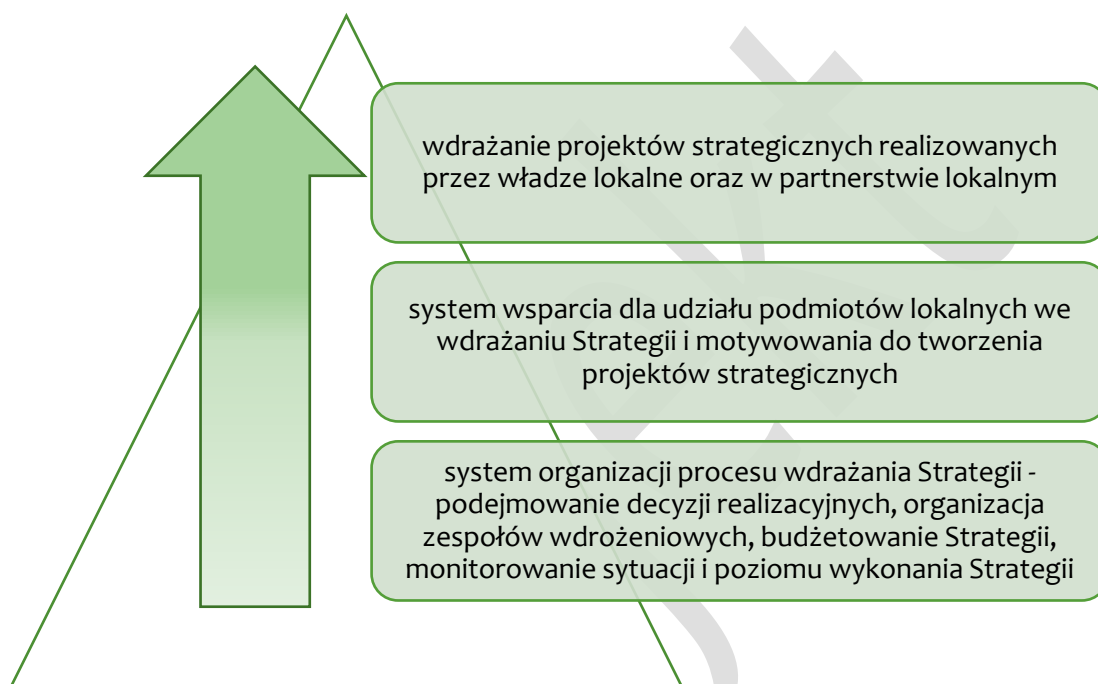 wdrażanie projektów strategicznych realizowanych
przez władze lokalne oraz w partnerstwie lokalnym
system wsparcia dla udziału podmiotów lokalnych we
wdrażaniu Strategii i motywowania do tworzenia
projektów strategicznych
system organizacji procesu wdrażania Strategii -
podejmowanie decyzji realizacyjnych, organizacja
zespołów wdrożeniowych, budżetowanie Strategii,
monitorowanie sytuacji i poziomu wykonania Strategii